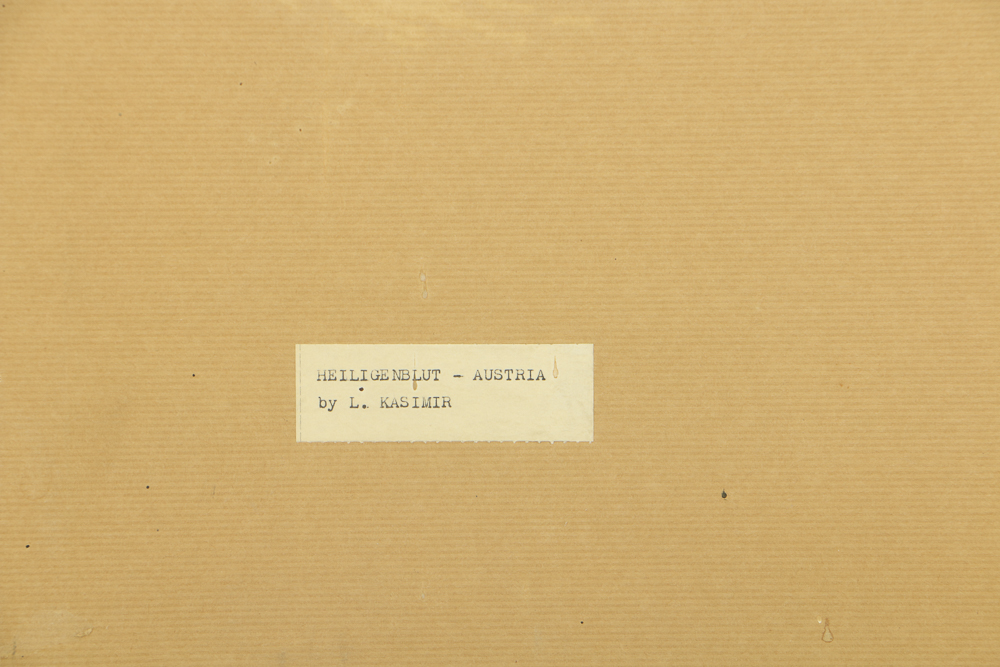 HEILIGENBLUT - AUSTRIA
by L. KASIMIR